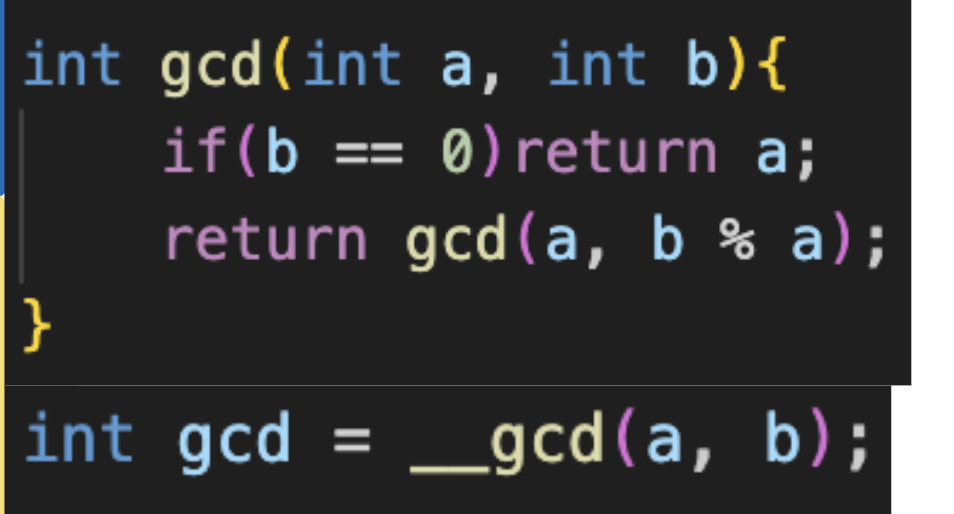 int gcd(int a, int b){
    if(b == 0)return a;
    return gcd(a, b % a);
}
int gcd = __gcd(a, b);